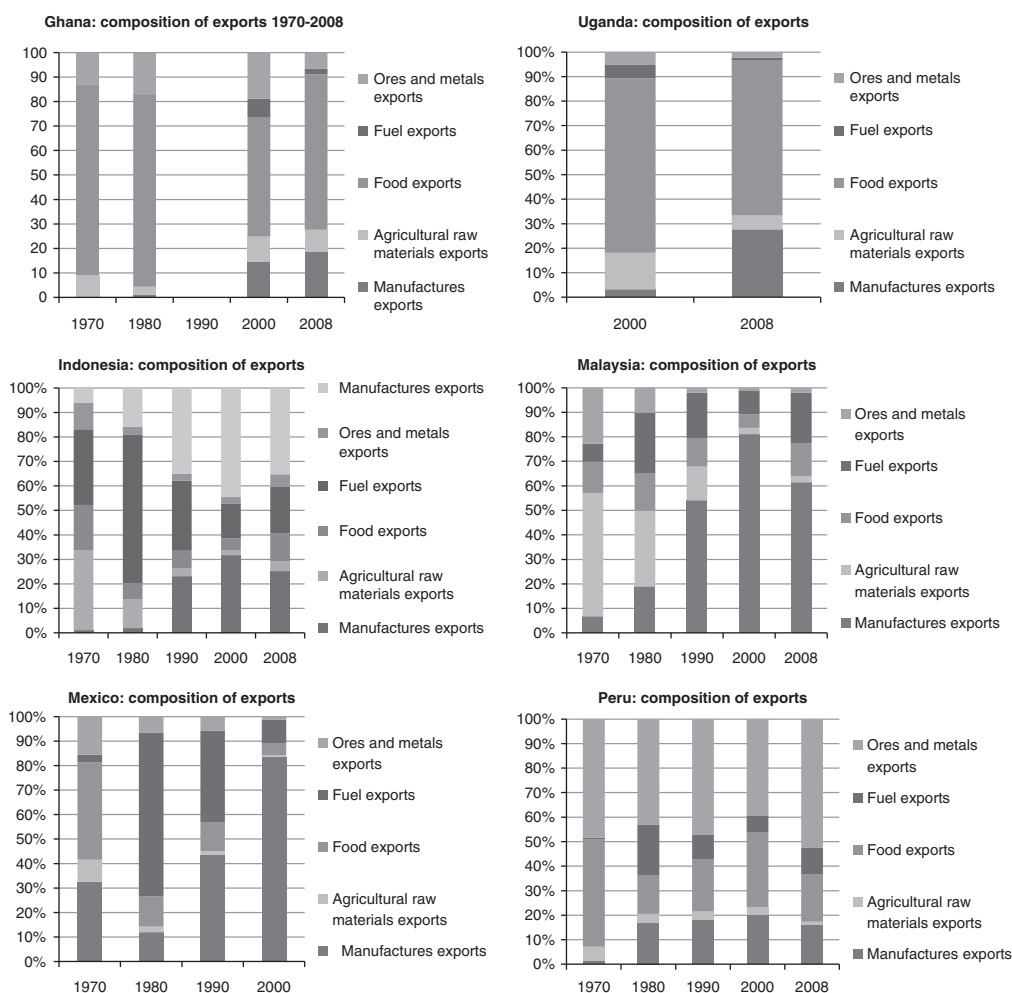 Ghana: composition of exports 1970-2008
100
90
80
70
60
50
40
30
20
10
0
1970 1980 1990 2000 2008
Ores and metals
exports
Fuel exports
Food exports
Agricultural raw
materials exports
Manufactures
exports
Uganda: composition of exports
100%
90%
80%
70%
60%
50%
40%
30%
20%
10%
0%
2000 2008
Ores and metals
exports
Fuel exports
Food exports
Agricultural raw
materials exports
Manufactures exports
Indonesia: composition of exports
100%
90%
80%
70%
60%
50%
40%
30%
20%
10%
0%
1970 1980 1990 2000 2008
Manufactures exports
Ores and metals
exports
Fuel exports
Food exports
Agricultural raw
materials exports
Manufactures exports
Malaysia: composition of exports
100%
90%
80%
70%
60%
50%
40%
30%
20%
10%
0%
1970 1980 1990 2000 2008
Ores and metals
exports
Fuel exports
Food exports
Agricultural raw
materials exports
Manufactures exports
Mexico: composition of exports
100%
90%
80%
70%
60%
50%
40%
30%
20%
10%
0%
1970 1980 1990 2000
Ores and metals
exports
Fuel exports
Food exports
Agricultural raw
materials exports
Manufactures exports
Peru: composition of exports
100%
90%
80%
70%
60%
50%
40%
30%
20%
10%
0%
1970 1980 1990 2000 2008
Ores and metals
exports
Fuel exports
Food exports
Agricultural raw
materials exports
Manufactures exports